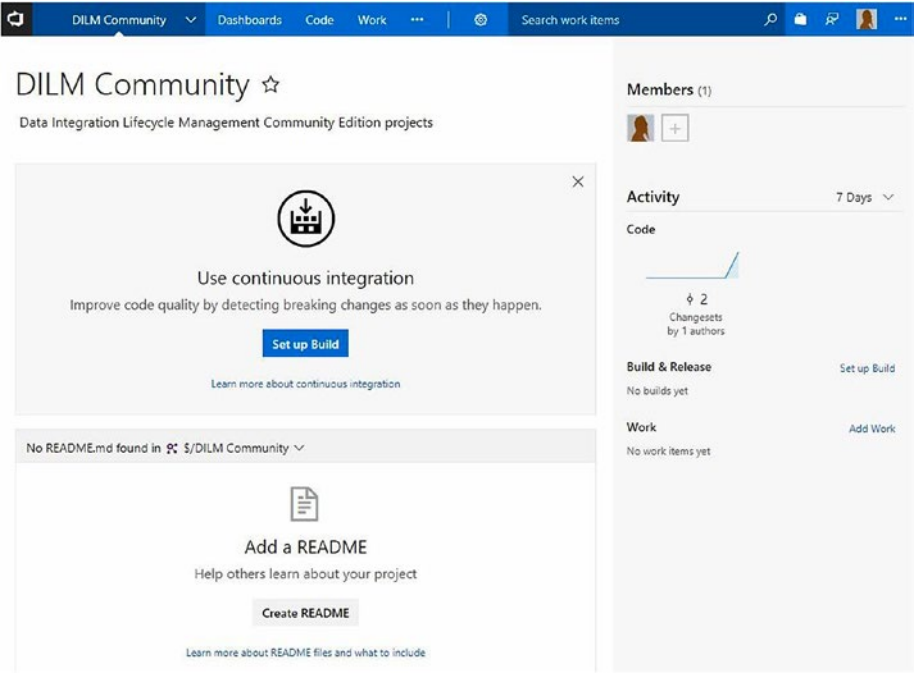 DILM Community Dashboards Code Work ... Search work items ...
DILM Community
Data Integration Lifecycle Management Community Edition projects
Use continuous integration
Improve code quality by detecting breaking changes as soon as they happen.
Set up Build
Learn more about continuous integration
No README.md found in $/DILM Community
Add a README
Help others learn about your project
Create README
Learn more about README files and what to include
Members (1)
Activity 7 Days
Code
2
Changesets
by 1 authors
Build & Release Set up Build
No builds yet
Work Add Work
No work items yet